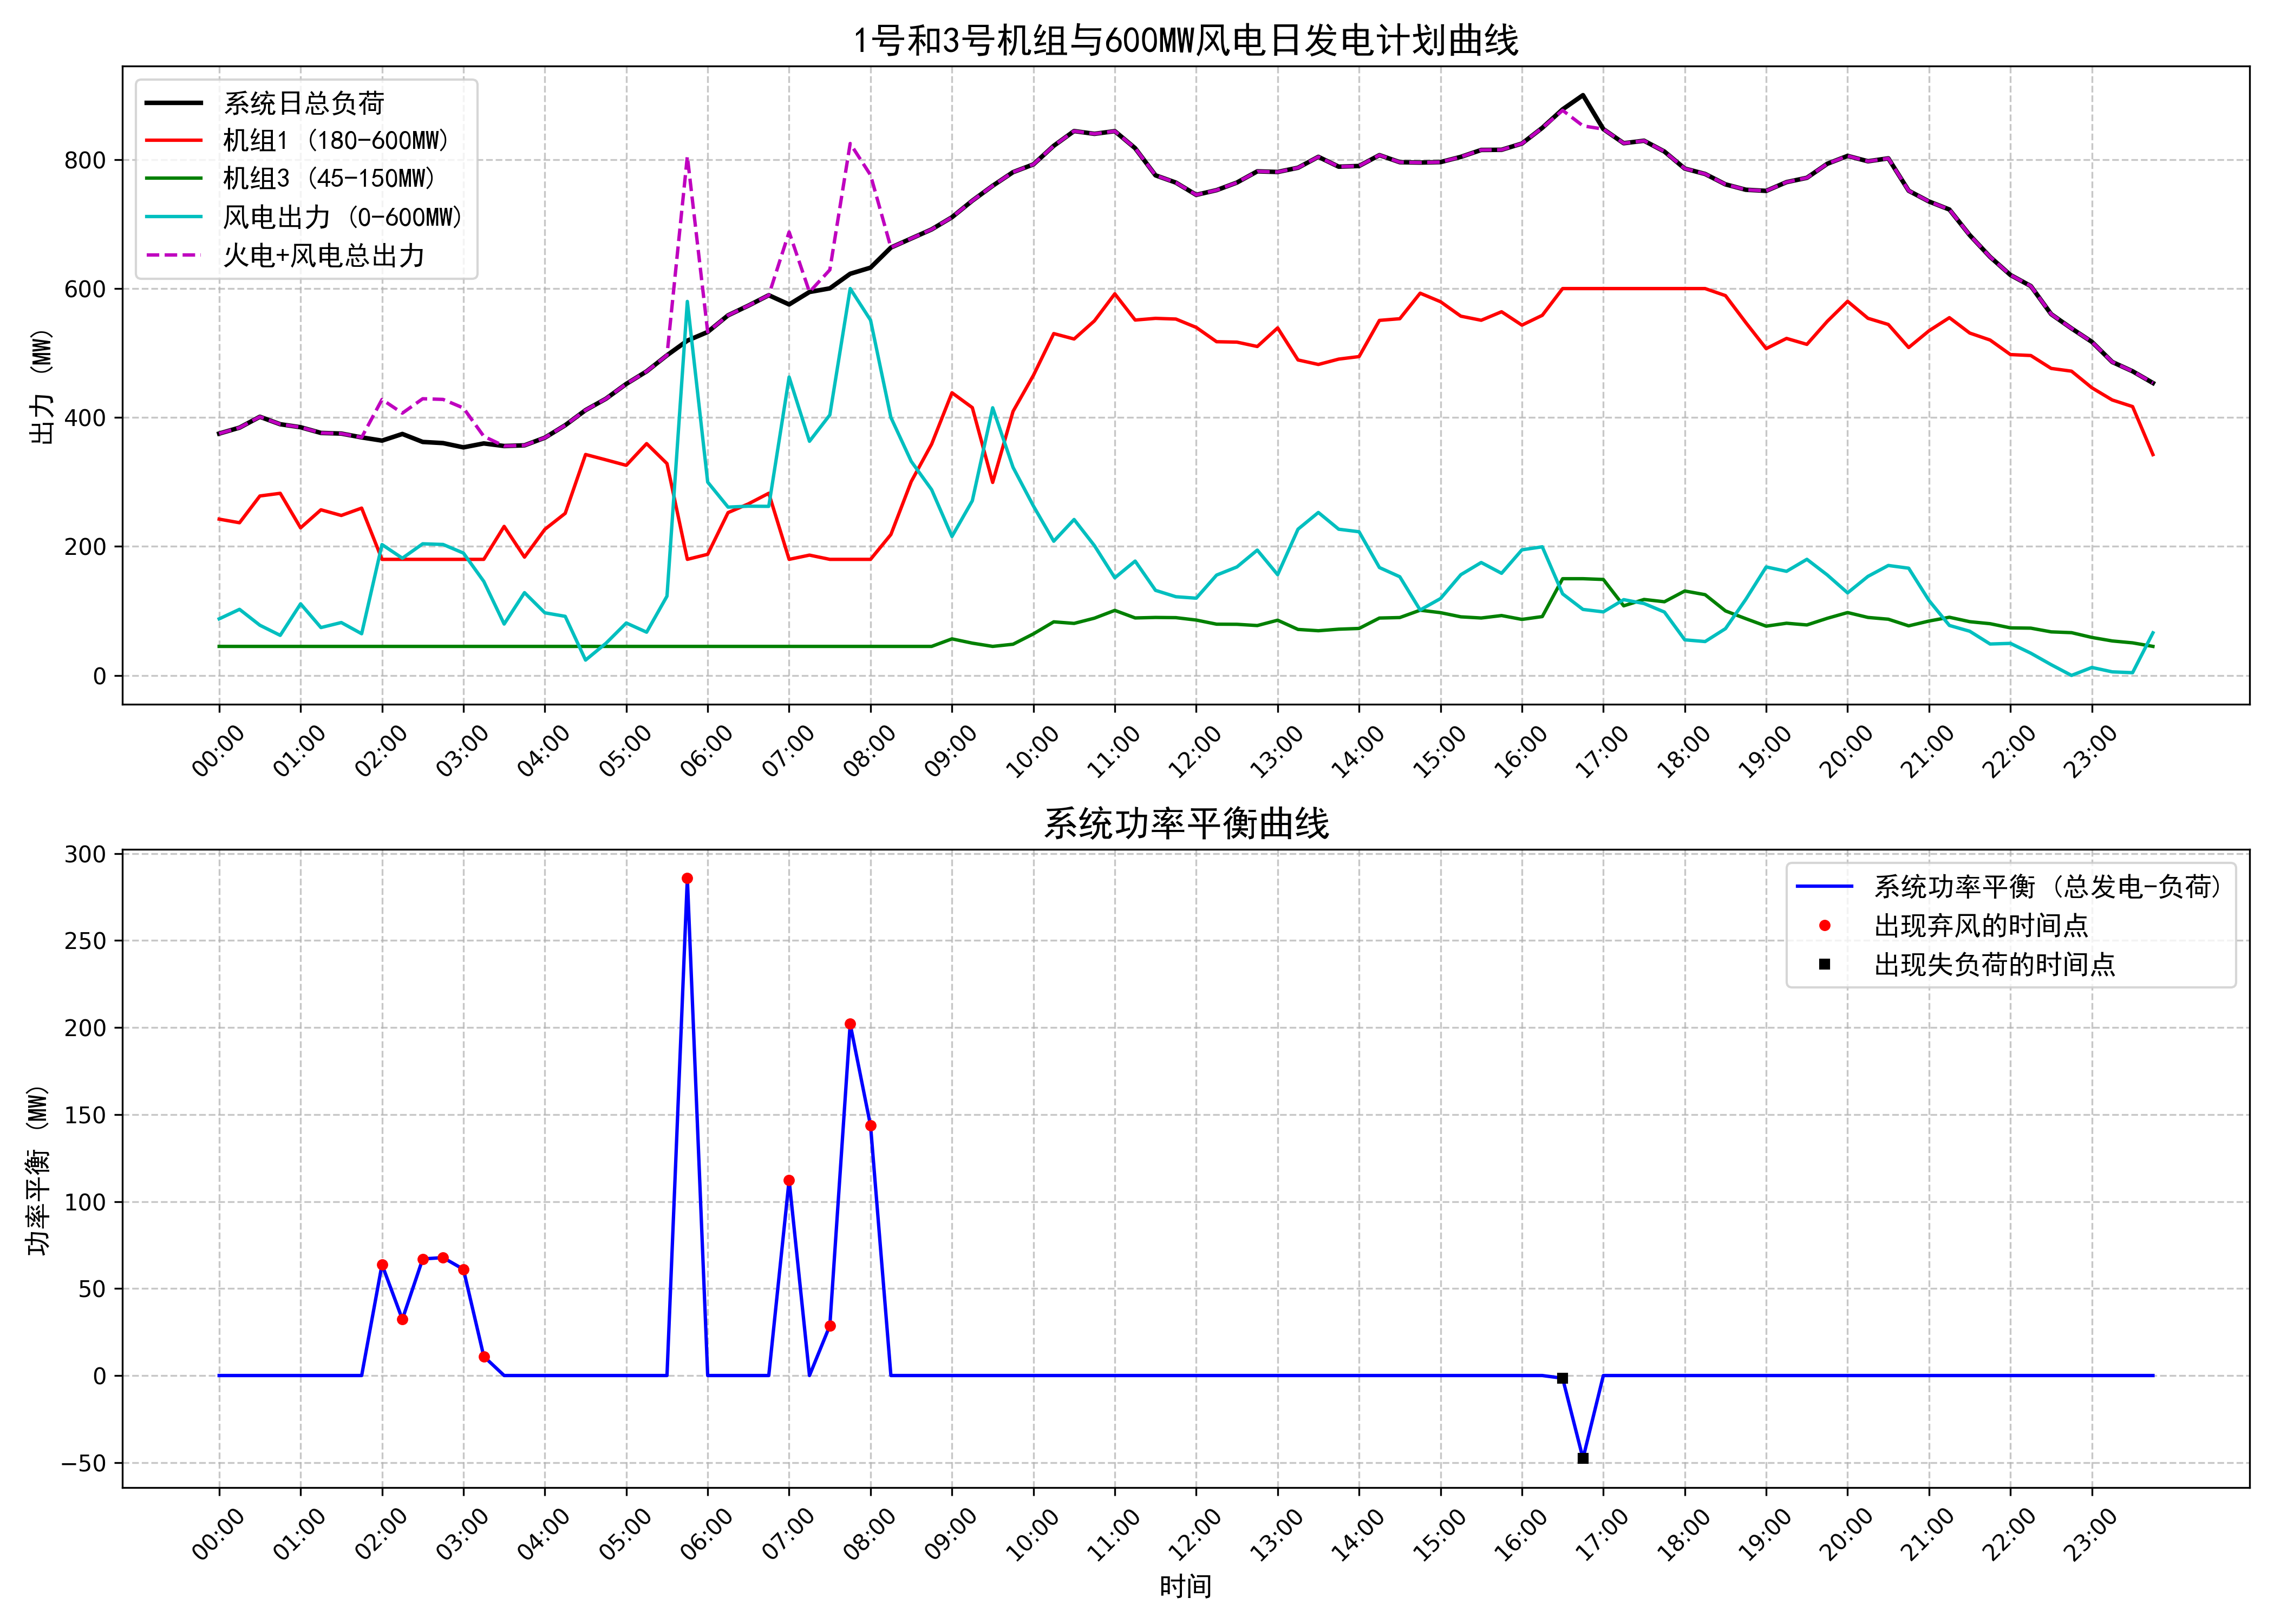 1号和3号机组与600MW风电日发电计划曲线
系统日总负荷
机组1 (180-600MW)
机组3 (45-150MW)
风电出力 (0-600MW)
火电+风电总出力
出力 (MW)
800
600
400
200
0
00:00 01:00 02:00 03:00 04:00 05:00 06:00 07:00 08:00 09:00 10:00 11:00 12:00 13:00 14:00 15:00 16:00 17:00 18:00 19:00 20:00 21:00 22:00 23:00
系统功率平衡曲线
系统功率平衡 (总发电-负荷)
出现弃风的时间点
出现失负荷的时间点
功率平衡 (MW)
300
250
200
150
100
50
0
−50
00:00 01:00 02:00 03:00 04:00 05:00 06:00 07:00 08:00 09:00 10:00 11:00 12:00 13:00 14:00 15:00 16:00 17:00 18:00 19:00 20:00 21:00 22:00 23:00
时间